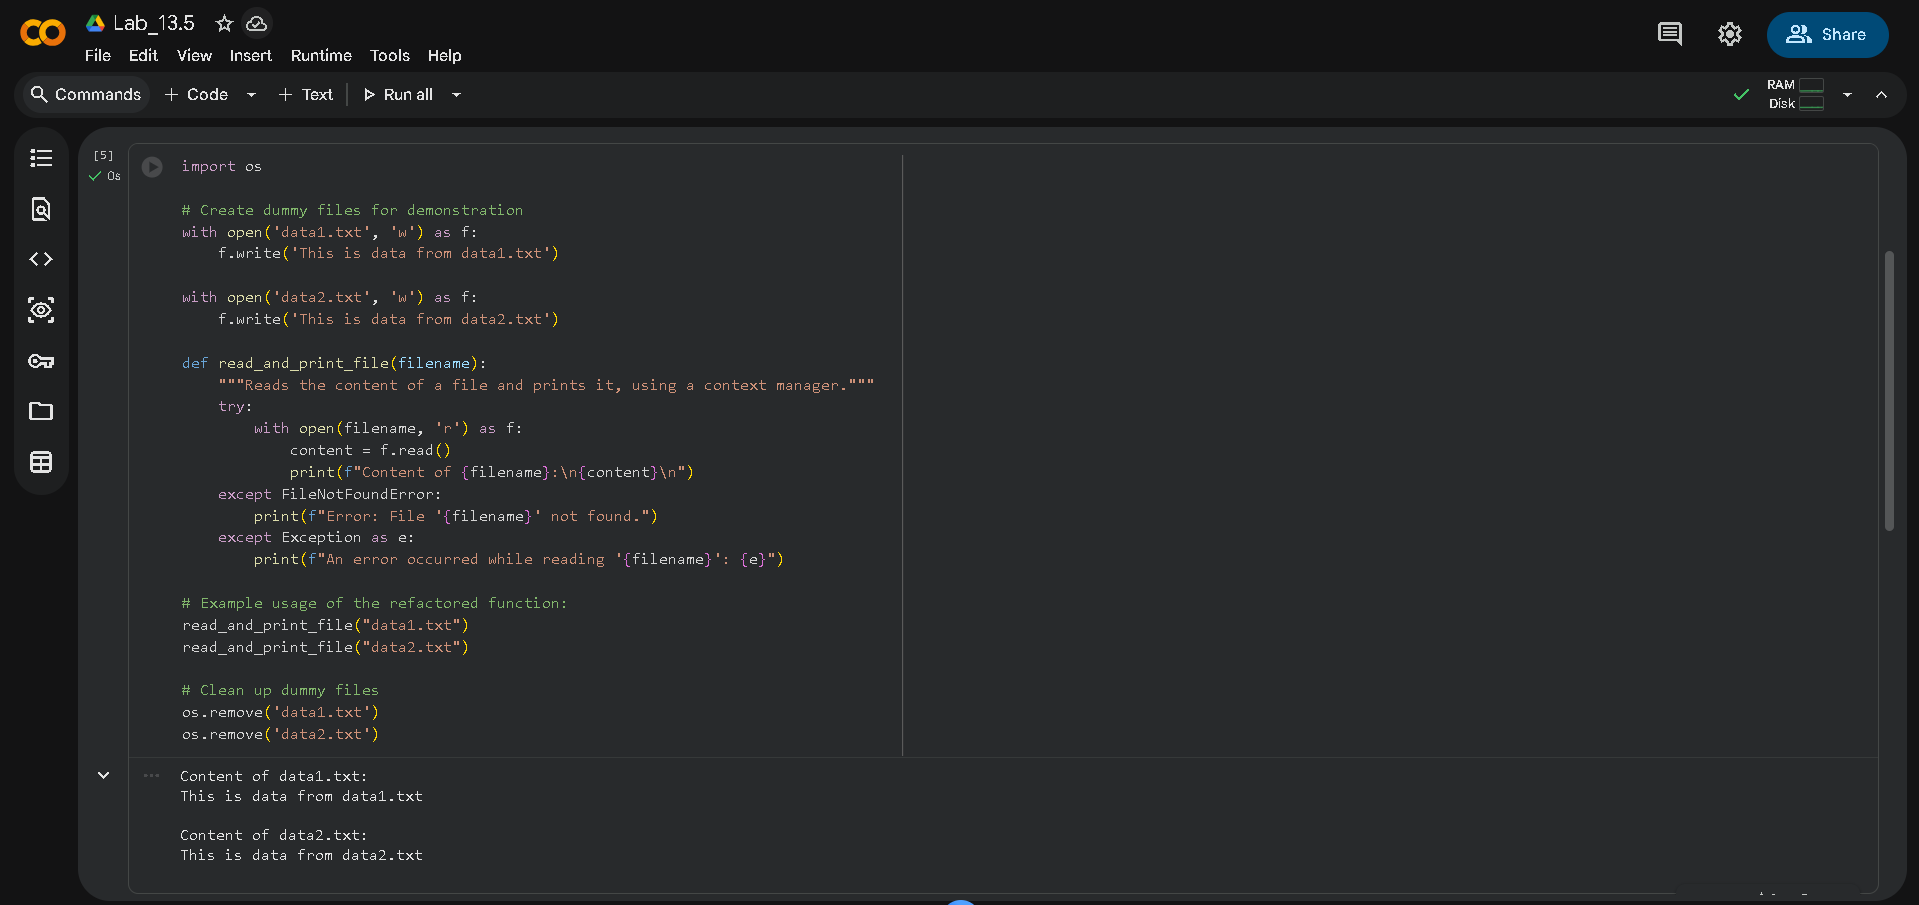 Lab_13.5
File Edit View Insert Runtime Tools Help
Share
Commands + Code + Text Run all
RAM
Disk
[5]
0s
import os
# Create dummy files for demonstration
with open('data1.txt', 'w') as f:
    f.write('This is data from data1.txt')
with open('data2.txt', 'w') as f:
    f.write('This is data from data2.txt')
def read_and_print_file(filename):
    """Reads the content of a file and prints it, using a context manager."""
    try:
        with open(filename, 'r') as f:
            content = f.read()
            print(f"Content of {filename}:\n{content}\n")
    except FileNotFoundError:
        print(f"Error: File '{filename}' not found.")
    except Exception as e:
        print(f"An error occurred while reading '{filename}': {e}")
# Example usage of the refactored function:
read_and_print_file("data1.txt")
read_and_print_file("data2.txt")
# Clean up dummy files
os.remove('data1.txt')
os.remove('data2.txt')
Content of data1.txt:
This is data from data1.txt
Content of data2.txt:
This is data from data2.txt